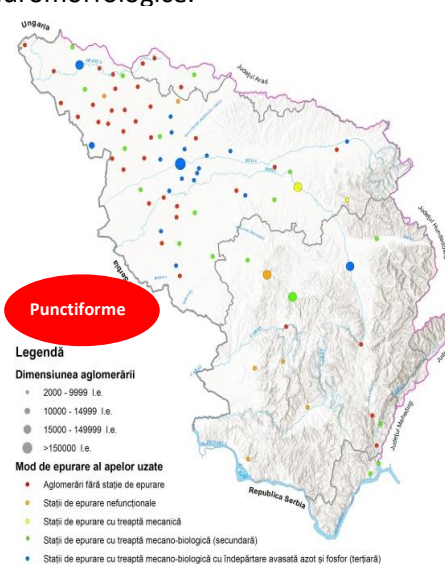 Ungaria
Județul Arad
Județul Hunedoara
Serbia
Județul Mehedinți
Republica Serbia
Punctiforme
Legendă
Dimensiunea aglomerării
2000 - 9999 l.e.
10000 - 14999 l.e.
15000 - 149999 l.e.
>150000 l.e.
Mod de epurare al apelor uzate
Aglomerări fără stație de epurare
Stații de epurare nefuncționale
Stații de epurare cu treaptă mecanică
Stații de epurare cu treaptă mecano-biologică (secundară)
Stații de epurare cu treaptă mecano-biologică cu îndepărtare avasată azot și fosfor (terțiară)